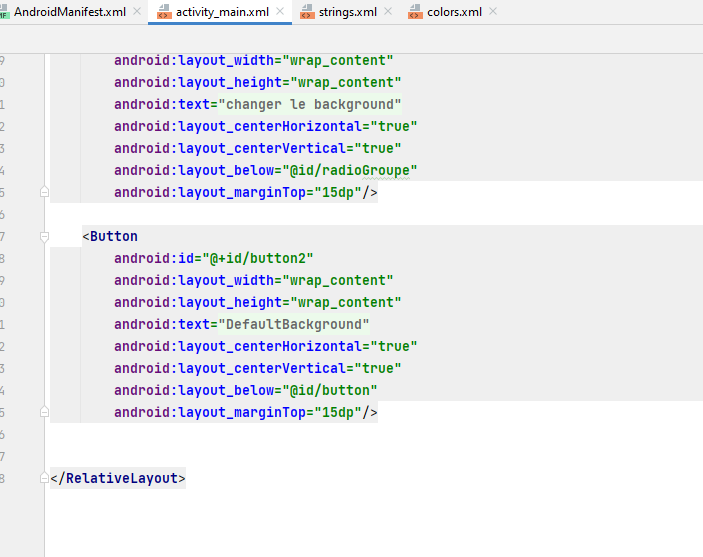 AndroidManifest.xml activity_main.xml strings.xml colors.xml
9 android:layout_width="wrap_content"
0 android:layout_height="wrap_content"
1 android:text="changer le background"
2 android:layout_centerHorizontal="true"
3 android:layout_centerVertical="true"
4 android:layout_below="@id/radioGroupe"
5 android:layout_marginTop="15dp"/>
6
7 <Button
8 android:id="@+id/button2"
9 android:layout_width="wrap_content"
0 android:layout_height="wrap_content"
1 android:text="DefaultBackground"
2 android:layout_centerHorizontal="true"
3 android:layout_centerVertical="true"
4 android:layout_below="@id/button"
5 android:layout_marginTop="15dp"/>
6
7
8 </RelativeLayout>